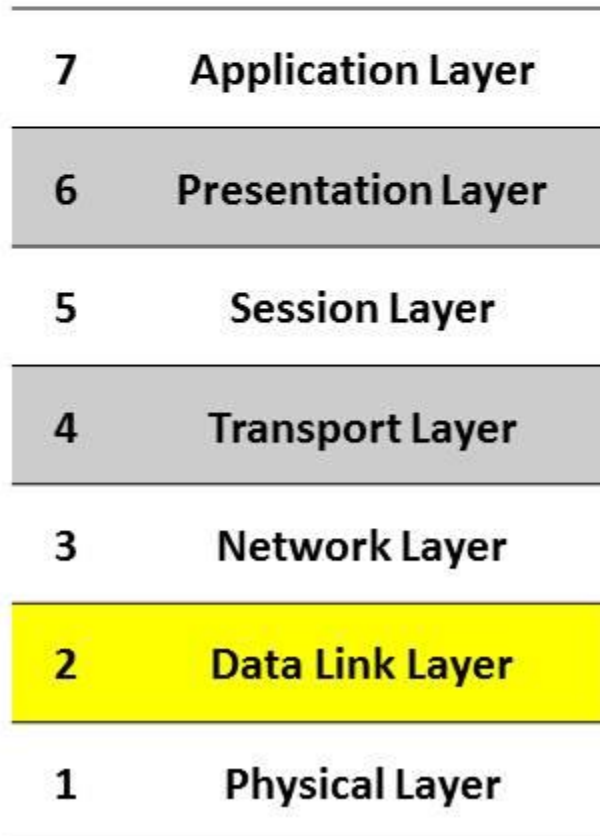 7 Application Layer
6 Presentation Layer
5 Session Layer
4 Transport Layer
3 Network Layer
2 Data Link Layer
1 Physical Layer